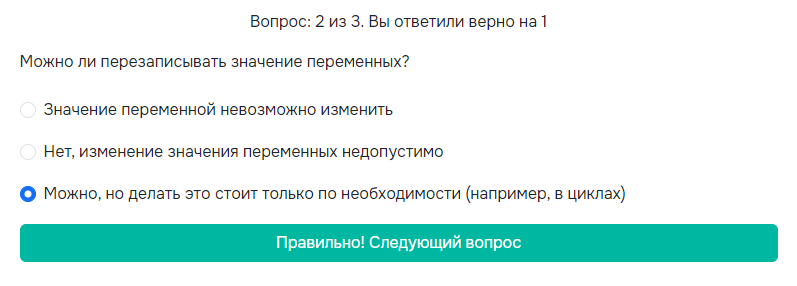 Вопрос: 2 из 3. Вы ответили верно на 1
Можно ли перезаписывать значение переменных?
Значение переменной невозможно изменить
Нет, изменение значения переменных недопустимо
Можно, но делать это стоит только по необходимости (например, в циклах)
Правильно! Следующий вопрос